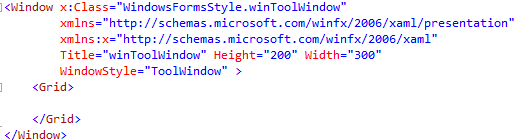 <Window x:Class="WindowsFormsStyle.winToolWindow"
xmlns="http://schemas.microsoft.com/winfx/2006/xaml/presentation"
xmlns:x="http://schemas.microsoft.com/winfx/2006/xaml"
Title="winToolWindow" Height="200" Width="300"
WindowStyle="ToolWindow" >
<Grid>
</Grid>
</Window>